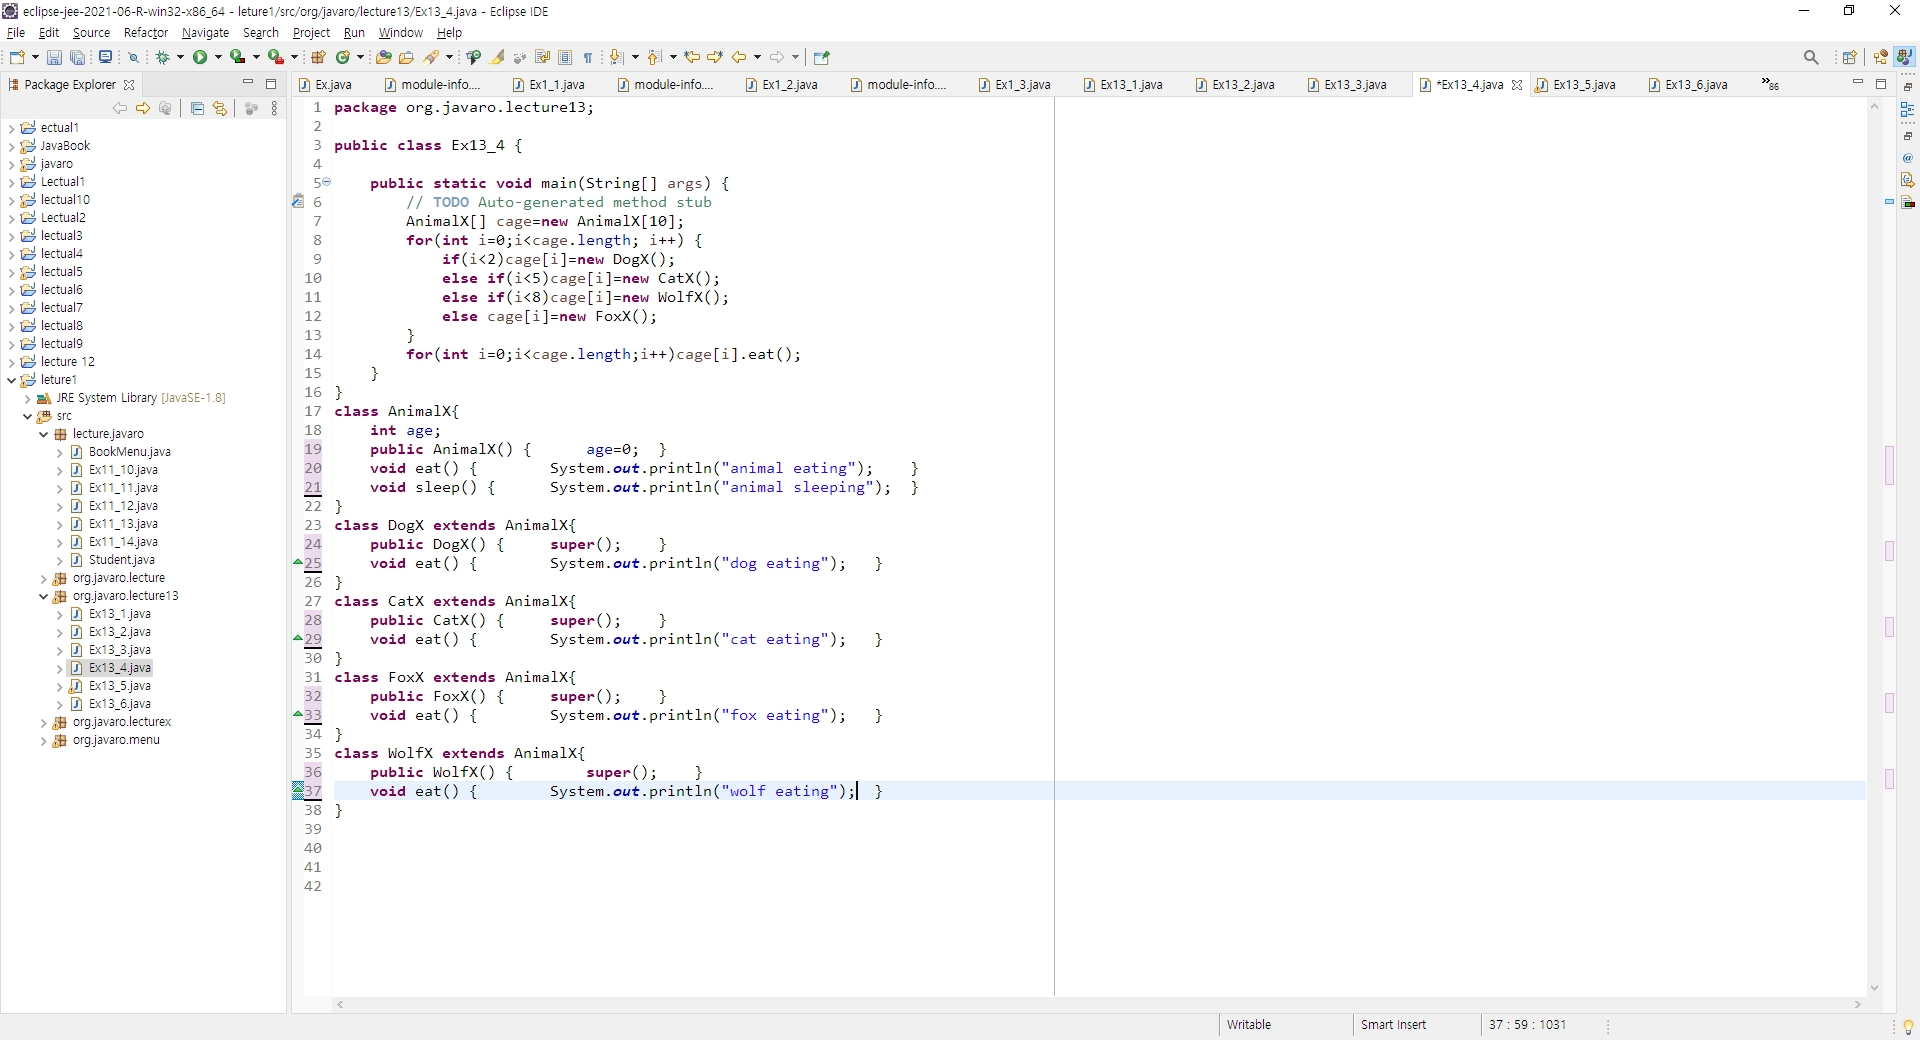 eclipse-jee-2021-06-R-win32-x86_64 - leture1/src/org/javaro/lecture13/Ex13_4.java - Eclipse IDE
File Edit Source Refactor Navigate Search Project Run Window Help
Package Explorer
Ex.java module-info.... Ex1_1.java module-info.... Ex1_2.java module-info.... Ex1_3.java Ex13_1.java Ex13_2.java Ex13_3.java *Ex13_4.java Ex13_5.java Ex13_6.java »86
ectual1
JavaBook
javaro
Lectual1
lectual10
Lectual2
lectual3
lectual4
lectual5
lectual6
lectual7
lectual8
lectual9
lecture 12
leture1
JRE System Library [JavaSE-1.8]
src
lecture.javaro
BookMenu.java
Ex11_10.java
Ex11_11.java
Ex11_12.java
Ex11_13.java
Ex11_14.java
Student.java
org.javaro.lecture
org.javaro.lecture13
Ex13_1.java
Ex13_2.java
Ex13_3.java
Ex13_4.java
Ex13_5.java
Ex13_6.java
org.javaro.lecturex
org.javaro.menu
1 package org.javaro.lecture13;
2
3 public class Ex13_4 {
4
5     public static void main(String[] args) {
6         // TODO Auto-generated method stub
7         AnimalX[] cage=new AnimalX[10];
8         for(int i=0;i<cage.length; i++) {
9             if(i<2)cage[i]=new DogX();
10             else if(i<5)cage[i]=new CatX();
11             else if(i<8)cage[i]=new WolfX();
12             else cage[i]=new FoxX();
13         }
14         for(int i=0;i<cage.length;i++)cage[i].eat();
15     }
16 }
17 class AnimalX{
18     int age;
19     public AnimalX() {      age=0;  }
20     void eat() {        System.out.println("animal eating");    }
21     void sleep() {      System.out.println("animal sleeping");  }
22 }
23 class DogX extends AnimalX{
24     public DogX() {     super();    }
25     void eat() {        System.out.println("dog eating");   }
26 }
27 class CatX extends AnimalX{
28     public CatX() {     super();    }
29     void eat() {        System.out.println("cat eating");   }
30 }
31 class FoxX extends AnimalX{
32     public FoxX() {     super();    }
33     void eat() {        System.out.println("fox eating");   }
34 }
35 class WolfX extends AnimalX{
36     public WolfX() {        super();    }
37     void eat() {        System.out.println("wolf eating");  }
38 }
39
40
41
42
Writable Smart Insert 37 : 59 : 1031